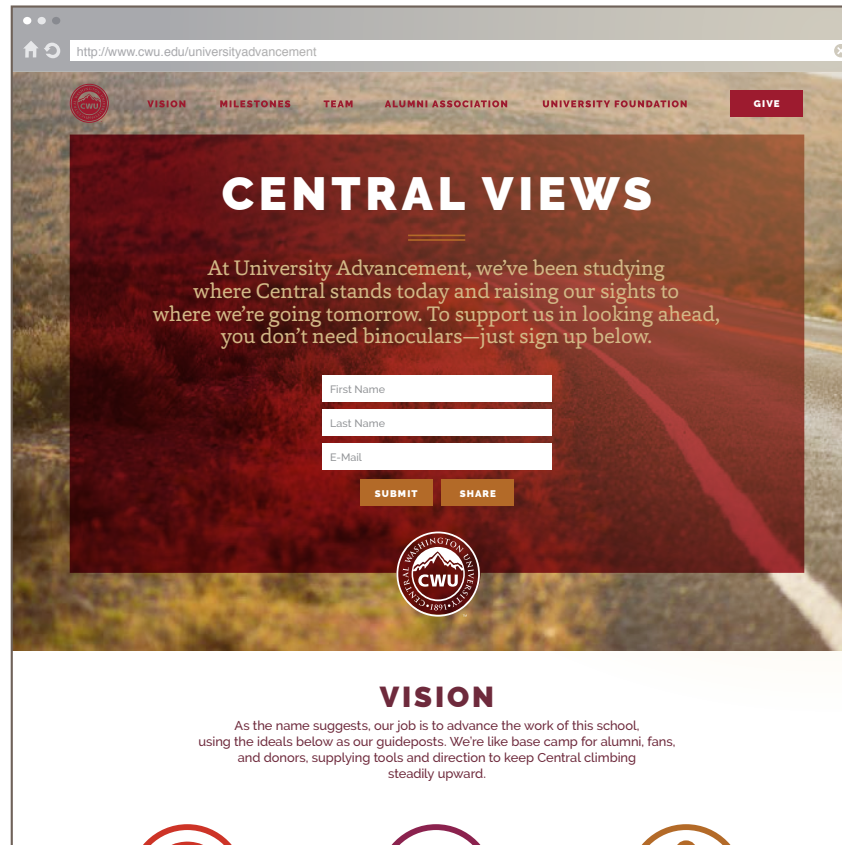 http://www.cwu.edu/universityadvancement
CWU
VISION MILESTONES TEAM ALUMNI ASSOCIATION UNIVERSITY FOUNDATION GIVE
CENTRAL VIEWS
At University Advancement, we’ve been studying
where Central stands today and raising our sights to
where we’re going tomorrow. To support us in looking ahead,
you don’t need binoculars—just sign up below.
First Name
Last Name
E-Mail
SUBMIT SHARE
CENTRAL WASHINGTON UNIVERSITY
CWU
•1891•
VISION
As the name suggests, our job is to advance the work of this school,
using the ideals below as our guideposts. We’re like base camp for alumni, fans,
and donors, supplying tools and direction to keep Central climbing
steadily upward.